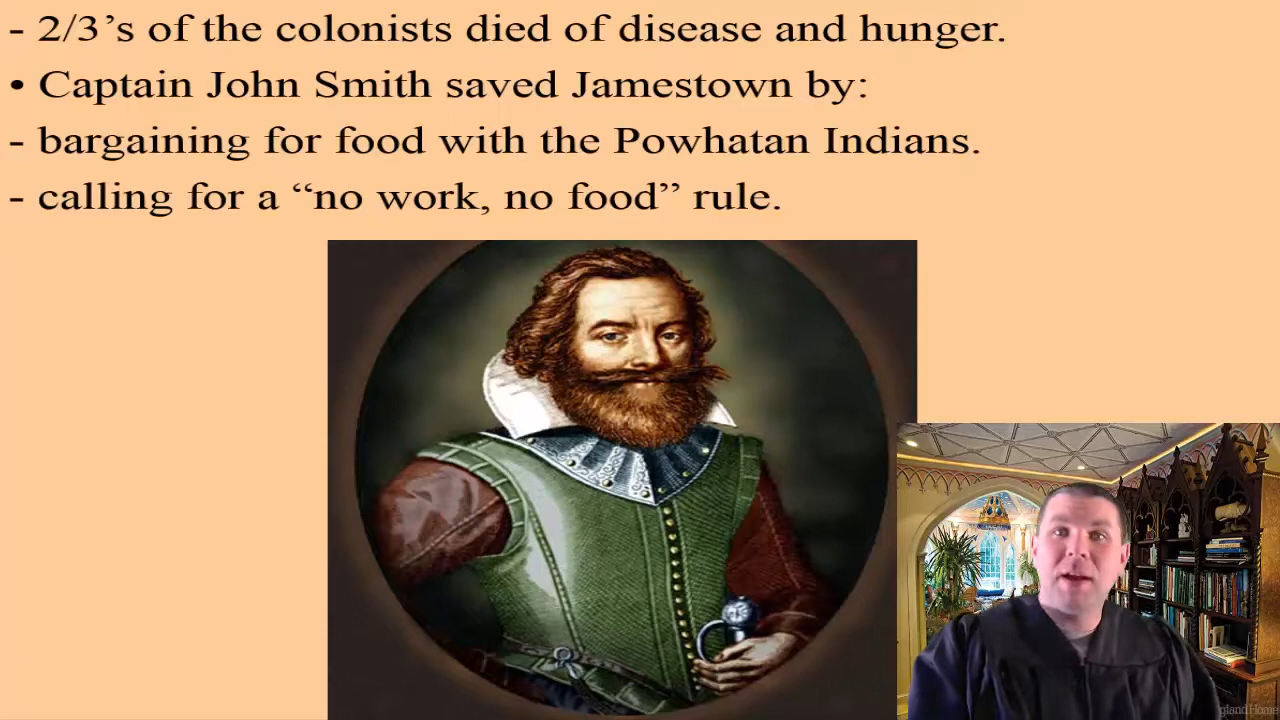 - 2/3’s of the colonists died of disease and hunger.
• Captain John Smith saved Jamestown by:
- bargaining for food with the Powhatan Indians.
- calling for a “no work, no food” rule.